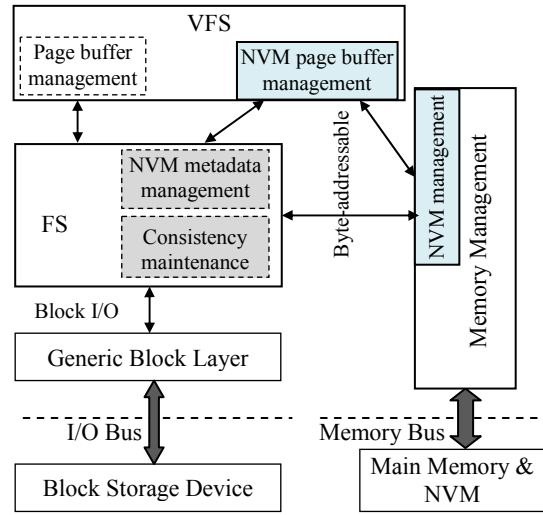 VFS
Page buffer
management
NVM page buffer
management
FS
NVM metadata
management
Consistency
maintenance
Byte-addressable
NVM management
Memory Management
Block I/O
Generic Block Layer
I/O Bus
Memory Bus
Block Storage Device
Main Memory &
NVM